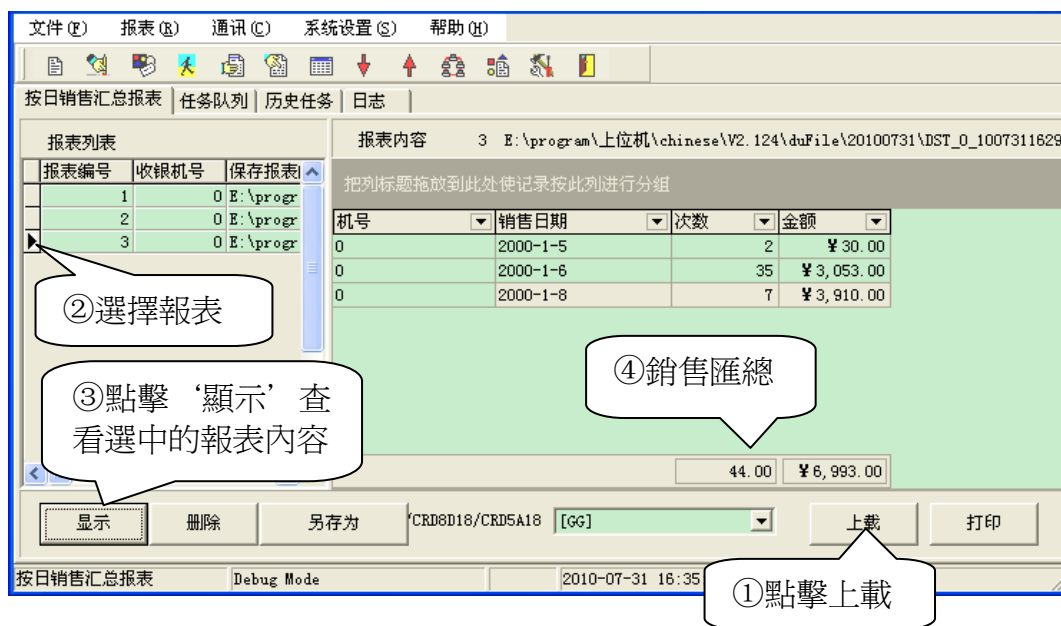 文件(F) 报表(R) 通讯(C) 系统设置(S) 帮助(H)
按日销售汇总报表 任务队列 历史任务 日志
报表列表
报表内容 3 E:\program\上位机\chinese\V2.124\duFile\20100731\DST_0_1007311629
报表编号 收银机号 保存报表
1 0 E:\progr
2 0 E:\progr
3 0 E:\progr
把列标题拖放到此处使记录按此列进行分组
机号 销售日期 次数 金额
0 2000-1-5 2 ¥30.00
0 2000-1-6 35 ¥3,053.00
0 2000-1-8 7 ¥3,910.00
②選擇報表
③點擊‘顯示’查
看選中的報表內容
④銷售匯總
44.00 ¥6,993.00
显示 删除 另存为 /CRD8D18/CRD5A18 [GG] 上载 打印
①點擊上載
按日销售汇总报表 Debug Mode 2010-07-31 16:35